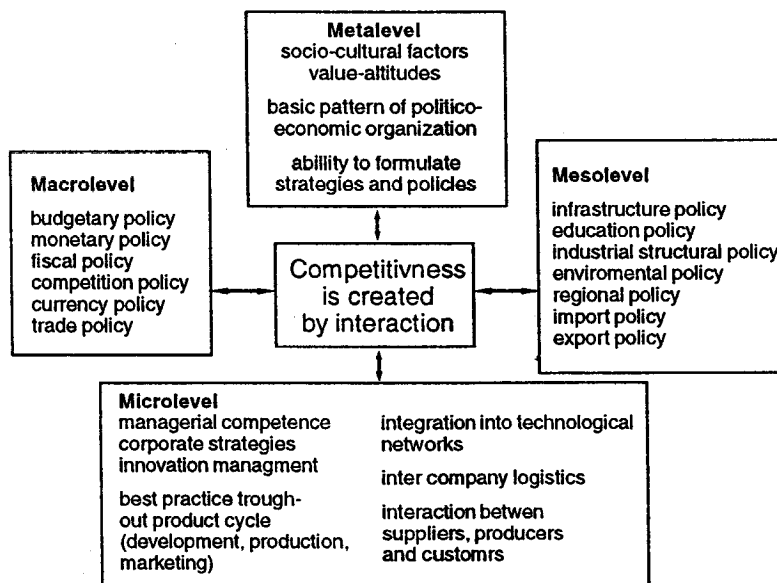 Metalevel
socio-cultural factors
value-altitudes
basic pattern of politico-
economic organization
abillity to formulate
strategies and policies
Macrolevel
budgetary policy
monetary policy
fiscal policy
competition policy
currency policy
trade policy
Competitivness
is created
by interaction
Mesolevel
infrastructure policy
education policy
industrial structural policy
enviromental policy
regional policy
import policy
export policy
Microlevel
managerial competence
corporate strategies
innovation managment
best practice trough-
out product cycle
(development, production,
marketing)
integration into technological
networks
inter company logistics
interaction betwen
suppliers, producers
and customrs